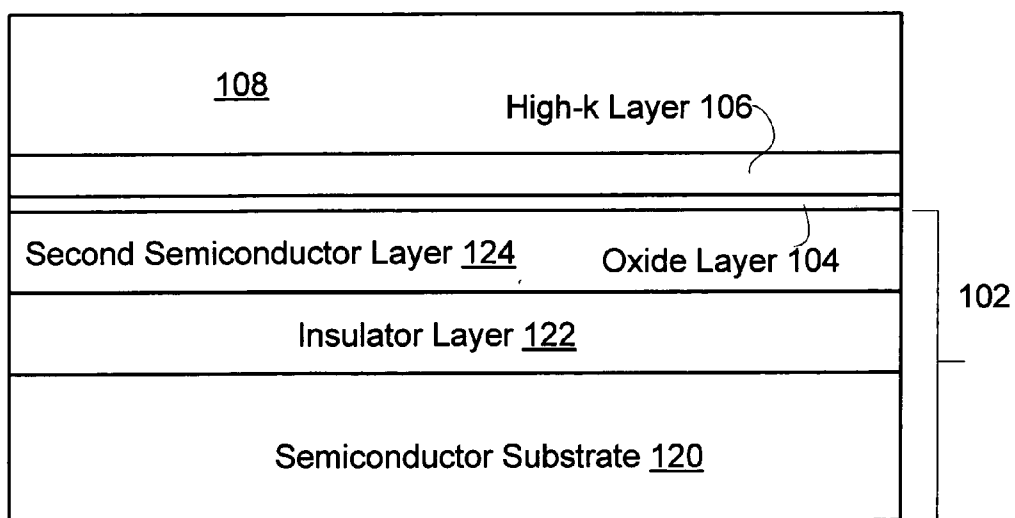 108
High-k Layer 106
Second Semiconductor Layer 124
Oxide Layer 104
102
Insulator Layer 122
Semiconductor Substrate 120